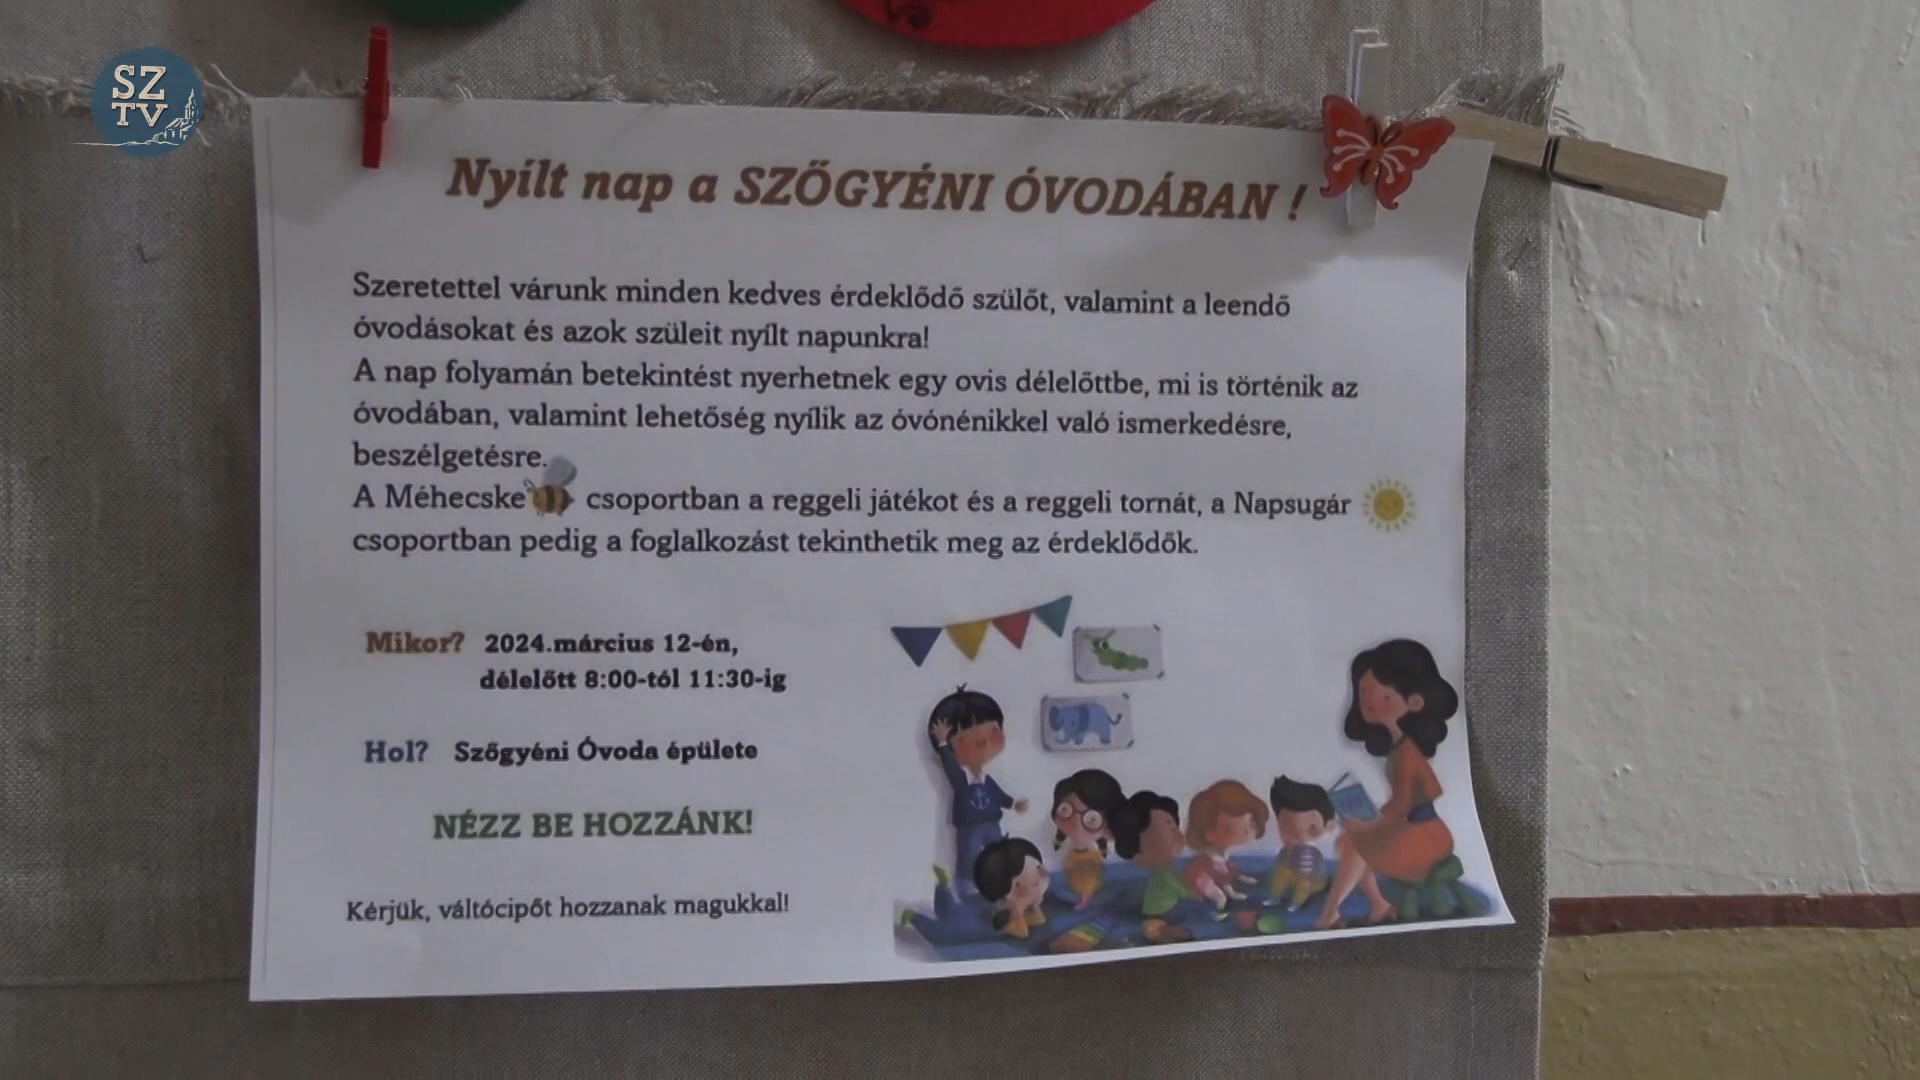 SZ
TV
Nyílt nap a SZŐGYÉNI ÓVODÁBAN !
Szeretettel várunk minden kedves érdeklődő szülőt, valamint a leendő
óvodásokat és azok szüleit nyílt napunkra!
A nap folyamán betekintést nyerhetnek egy ovis délelőttbe, mi is történik az
óvodában, valamint lehetőség nyílik az óvónénikkel való ismerkedésre,
beszélgetésre.
A Méhecske csoportban a reggeli játékot és a reggeli tornát, a Napsugár
csoportban pedig a foglalkozást tekinthetik meg az érdeklődők.
Mikor? 2024.március 12-én,
délelőtt 8:00-tól 11:30-ig
Hol? Szőgyéni Óvoda épülete
NÉZZ BE HOZZÁNK!
Kérjük, váltócipőt hozzanak magukkal!